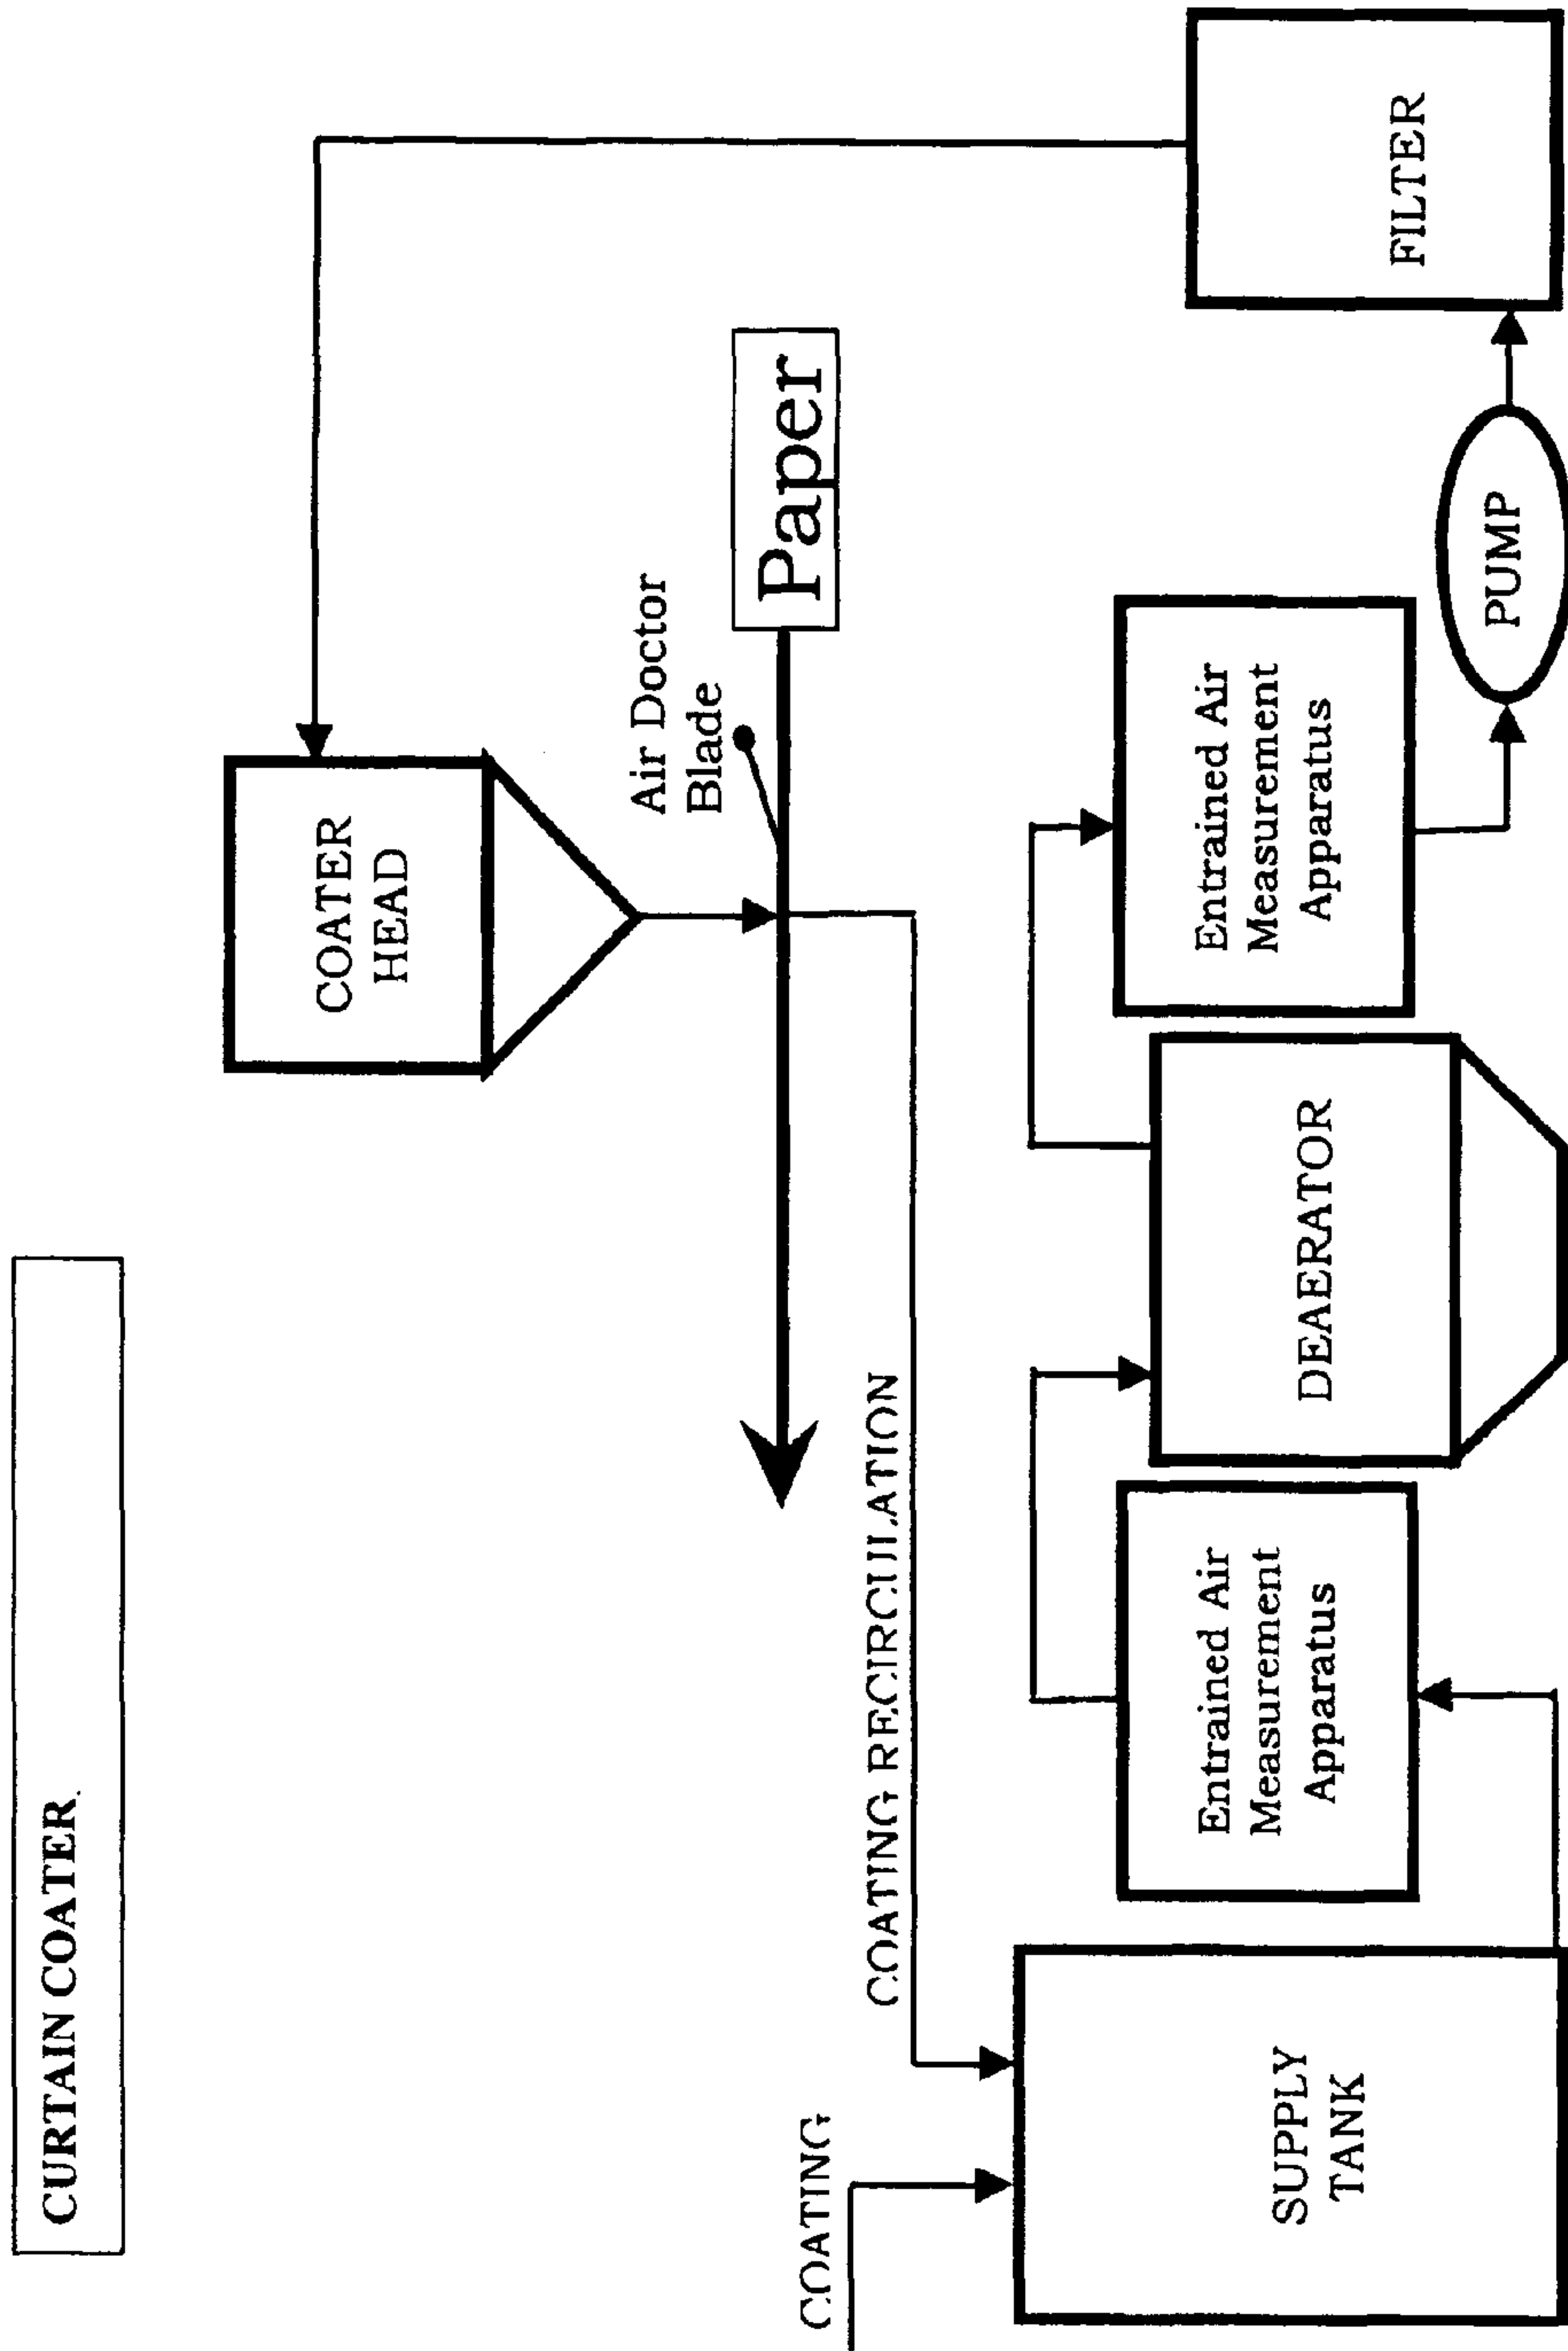 CURTAIN COATER
COATER
HEAD
Air Doctor
Blade
Paper
COATING RECIRCULATION
COATING
SUPPLY
TANK
Entrained Air
Measurement
Apparatus
DEAERATOR
Entrained Air
Measurement
Apparatus
PUMP
FILTER